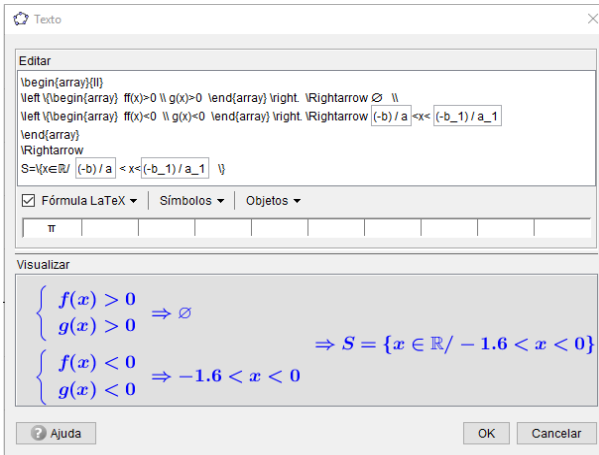 Texto
Editar
\begin{array}{ll}
\left \{\begin{array} ff(x)>0 \\ g(x)>0 \end{array} \right. \Rightarrow ∅ \\
\left \{\begin{array} ff(x)<0 \\ g(x)<0 \end{array} \right. \Rightarrow (-b) / a <x< (-b_1) / a_1
\end{array}
\Rightarrow
S=\{x∈ℝ/ (-b) / a < x< (-b_1) / a_1 \}
Fórmula LaTeX Símbolos Objetos
π
Visualizar
f(x) > 0
g(x) > 0 ⇒ ∅
⇒ S = {x ∈ ℝ/ − 1.6 < x < 0}
f(x) < 0
g(x) < 0 ⇒ −1.6 < x < 0
Ajuda OK Cancelar